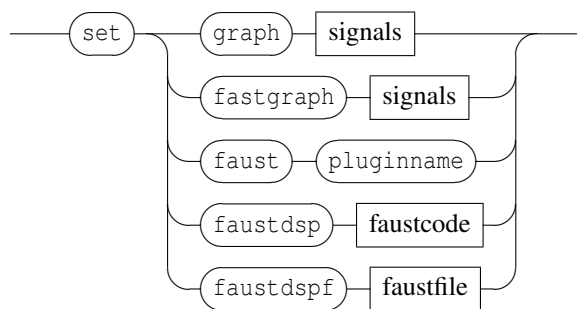 set graph signals
fastgraph signals
faust pluginname
faustdsp faustcode
faustdspf faustfile